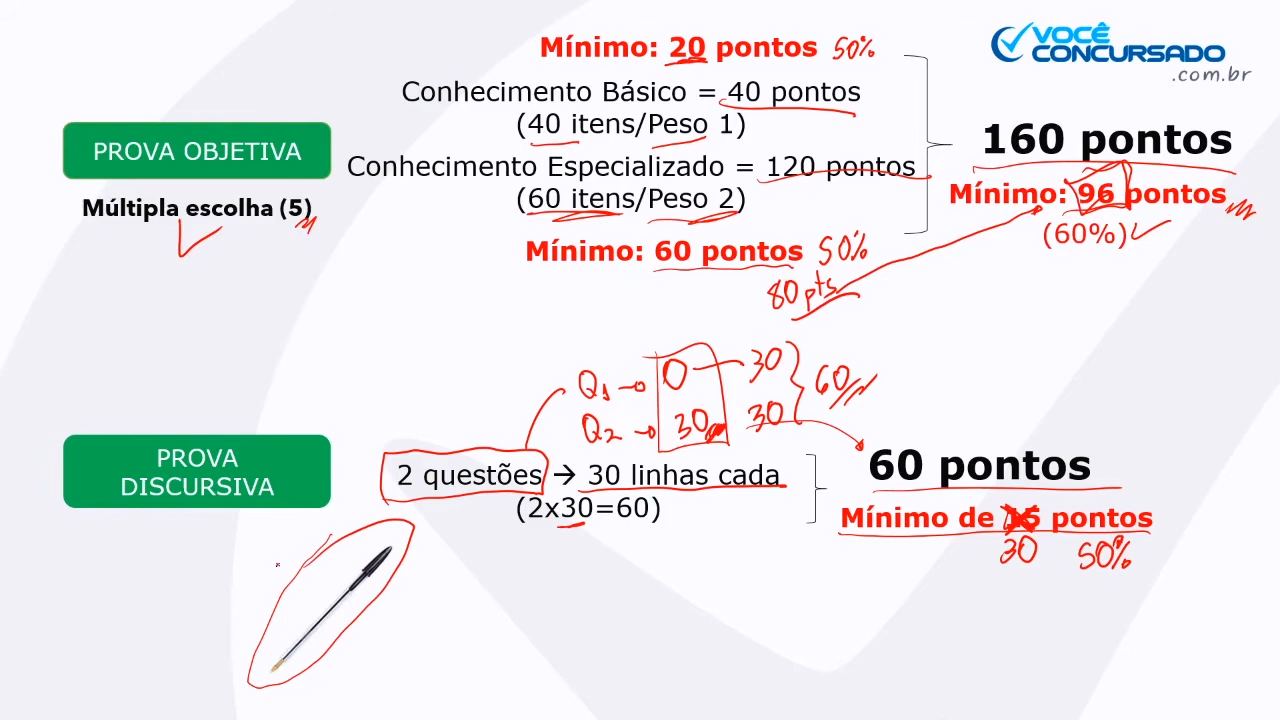 Mínimo: 20 pontos 50%
VOCÊ
CONCURSADO
.com.br
Conhecimento Básico = 40 pontos
(40 itens/Peso 1)
160 pontos
PROVA OBJETIVA
Conhecimento Especializado = 120 pontos
Mínimo: 96 pontos
Múltipla escolha (5)
(60 itens/Peso 2)
(60%)
Mínimo: 60 pontos 50%
80 pts
Q1 → 0 30
60
Q2 → 30 30
PROVA
DISCURSIVA
2 questões → 30 linhas cada
60 pontos
(2x30=60)
Mínimo de 15 pontos
30 50%